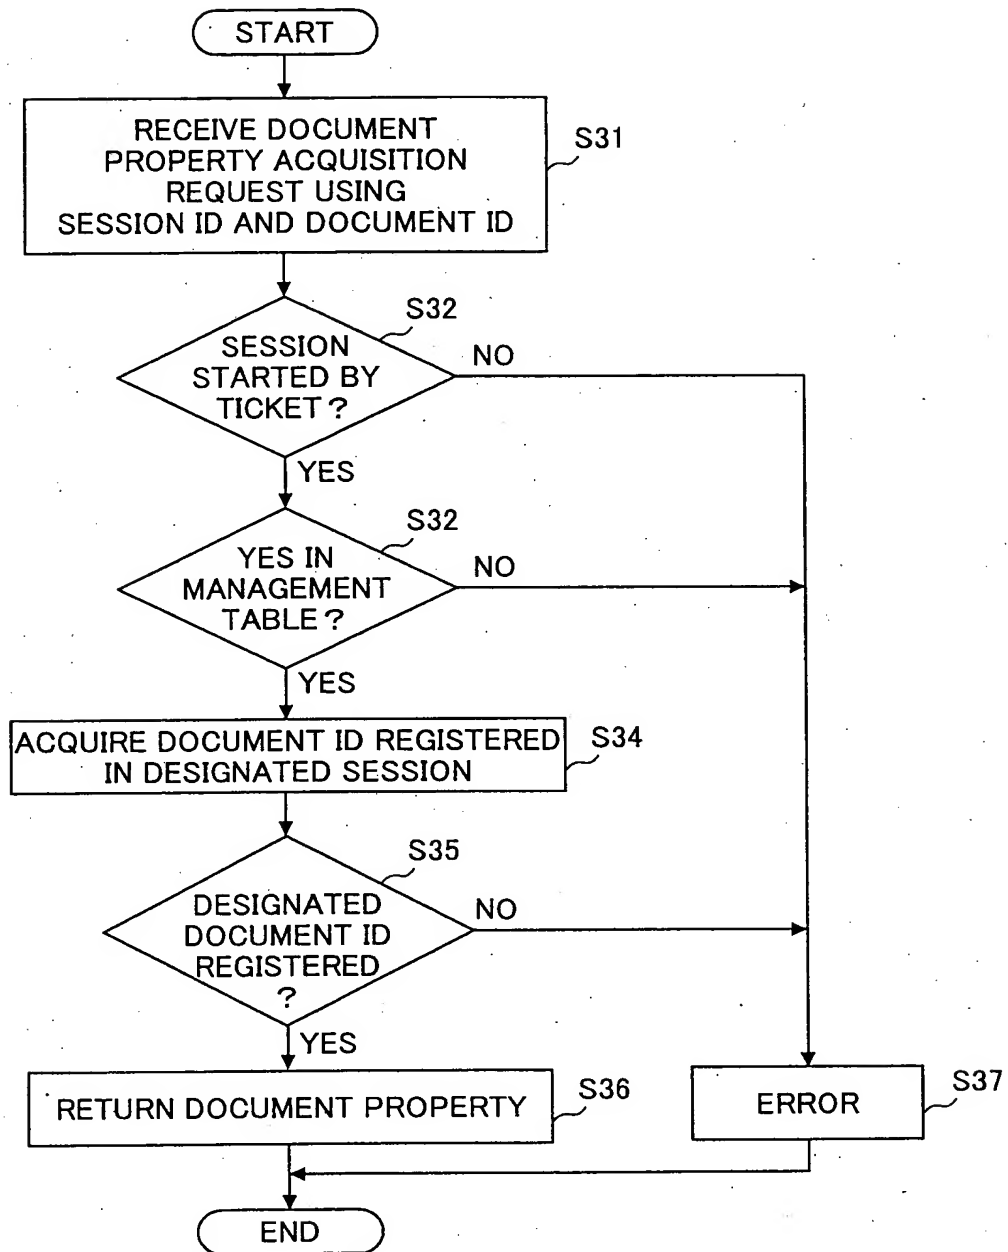 START
RECEIVE DOCUMENT
PROPERTY ACQUISITION
REQUEST USING
SESSION ID AND DOCUMENT ID
S31
S32
SESSION
STARTED BY
TICKET?
NO
YES
S32
YES IN
MANAGEMENT
TABLE?
NO
YES
ACQUIRE DOCUMENT ID REGISTERED
IN DESIGNATED SESSION
S34
S35
DESIGNATED
DOCUMENT ID
REGISTERED
?
NO
YES
RETURN DOCUMENT PROPERTY
S36
ERROR
S37
END